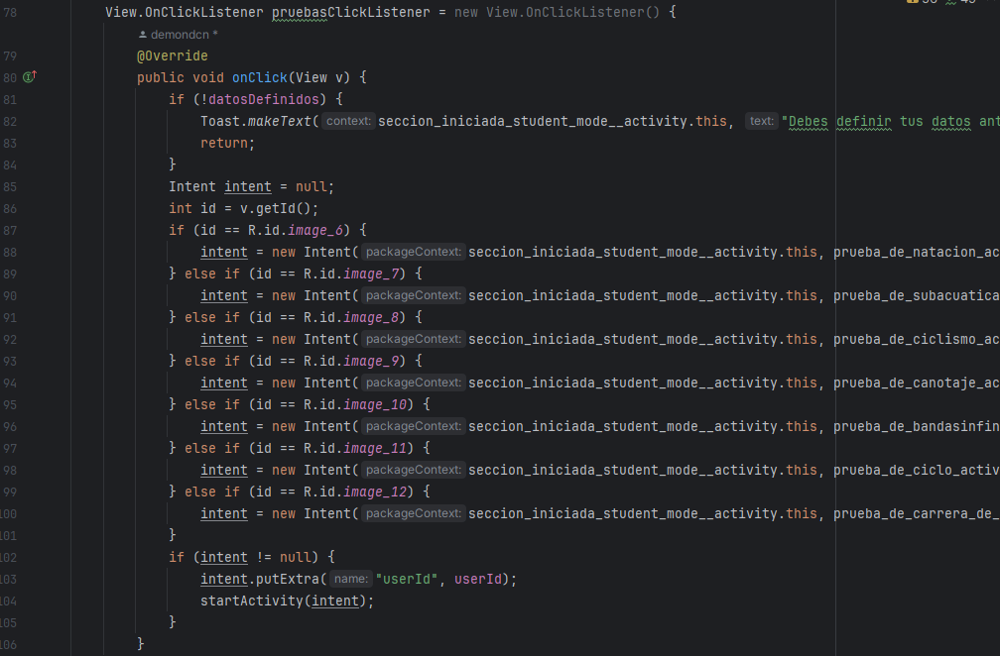 78 View.OnClickListener pruebasClickListener = new View.OnClickListener() {
demondcn *
79 @Override
80 public void onClick(View v) {
81 if (!datosDefinidos) {
82 Toast.makeText( context: seccion_iniciada_student_mode__activity.this, text: "Debes definir tus datos ant
83 return;
84 }
85 Intent intent = null;
86 int id = v.getId();
87 if (id == R.id.image_6) {
88 intent = new Intent( packageContext: seccion_iniciada_student_mode__activity.this, prueba_de_natacion_ac
89 } else if (id == R.id.image_7) {
90 intent = new Intent( packageContext: seccion_iniciada_student_mode__activity.this, prueba_de_subacuatica
91 } else if (id == R.id.image_8) {
92 intent = new Intent( packageContext: seccion_iniciada_student_mode__activity.this, prueba_de_ciclismo_ac
93 } else if (id == R.id.image_9) {
94 intent = new Intent( packageContext: seccion_iniciada_student_mode__activity.this, prueba_de_canotaje_ac
95 } else if (id == R.id.image_10) {
96 intent = new Intent( packageContext: seccion_iniciada_student_mode__activity.this, prueba_de_bandasinfin
97 } else if (id == R.id.image_11) {
98 intent = new Intent( packageContext: seccion_iniciada_student_mode__activity.this, prueba_de_ciclo_activ
99 } else if (id == R.id.image_12) {
100 intent = new Intent( packageContext: seccion_iniciada_student_mode__activity.this, prueba_de_carrera_de_
101 }
102 if (intent != null) {
103 intent.putExtra( name: "userId", userId);
104 startActivity(intent);
105 }
106 }